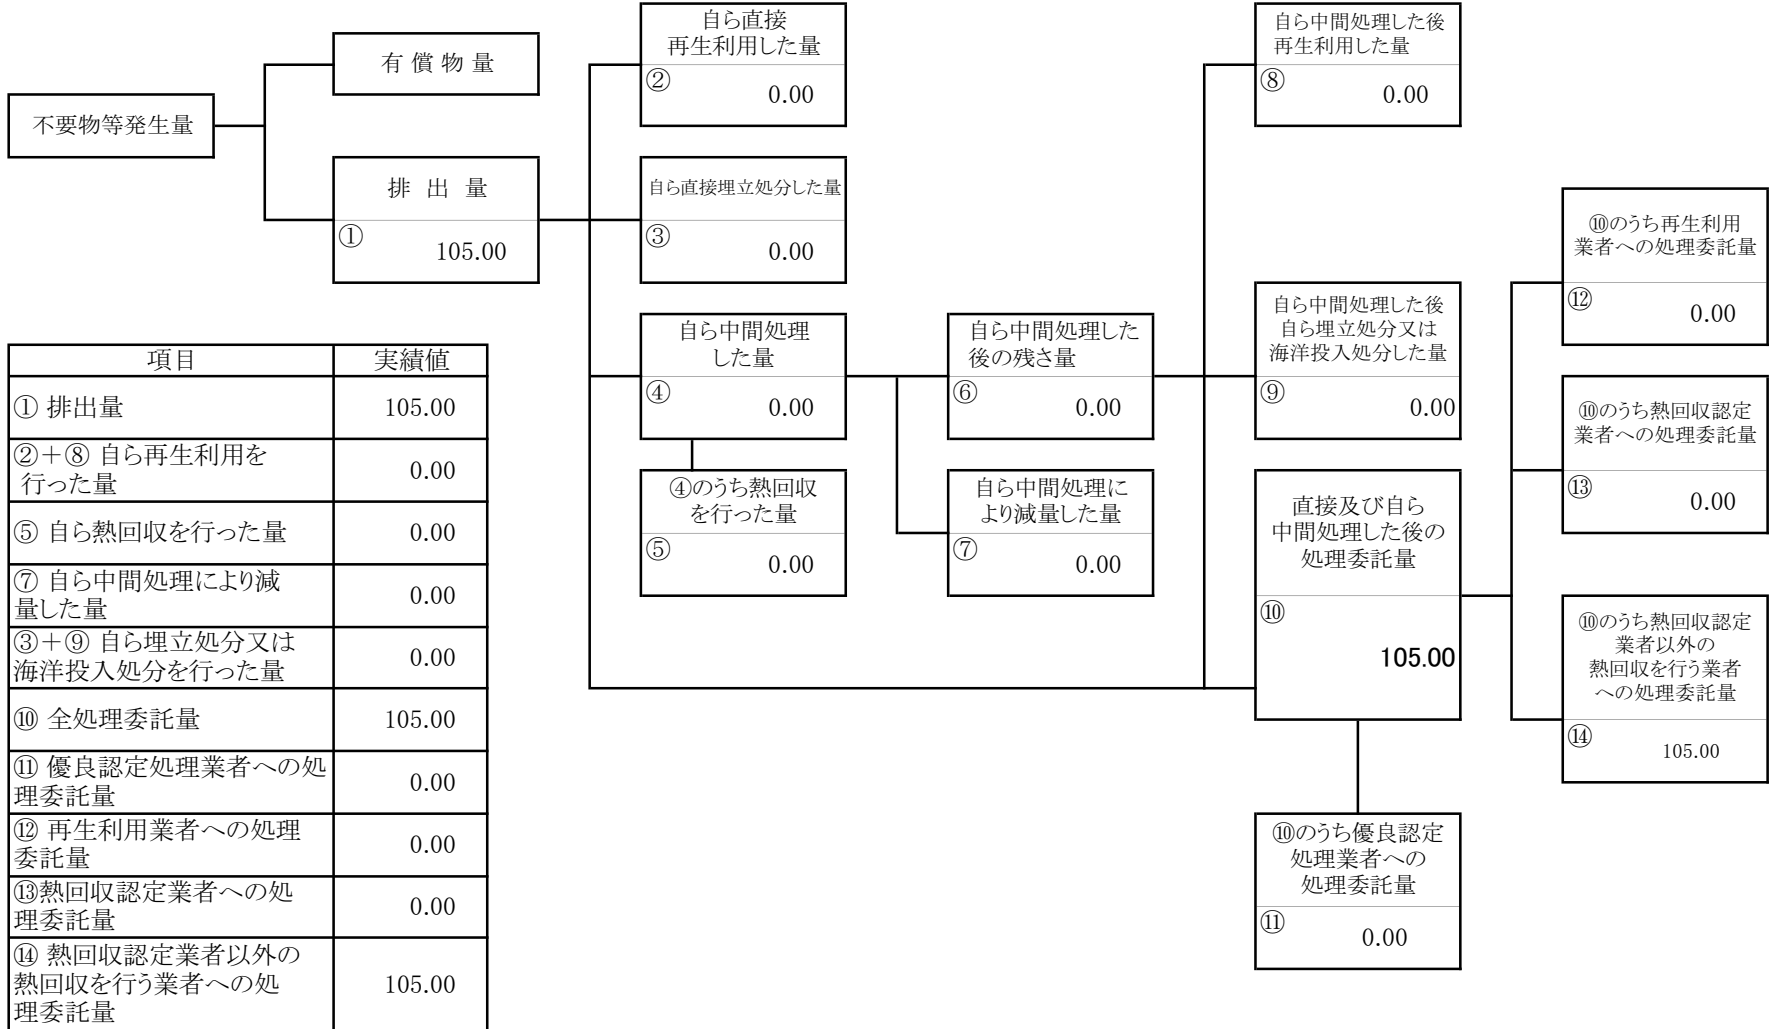 不要物等発生量
有 償 物 量
排 出 量
①
105.00
自ら直接
再生利用した量
②
0.00
自ら直接埋立処分した量
③
0.00
自ら中間処理
した量
④
0.00
④のうち熱回収
を行った量
⑤
0.00
自ら中間処理した
後の残さ量
⑥
0.00
自ら中間処理に
より減量した量
⑦
0.00
自ら中間処理した後
再生利用した量
⑧
0.00
自ら中間処理した後
自ら埋立処分又は
海洋投入処分した量
⑨
0.00
直接及び自ら
中間処理した後の
処理委託量
⑩
105.00
⑩のうち優良認定
処理業者への
処理委託量
⑪
0.00
⑩のうち再生利用
業者への処理委託量
⑫
0.00
⑩のうち熱回収認定
業者への処理委託量
⑬
0.00
⑩のうち熱回収認定
業者以外の
熱回収を行う業者
への処理委託量
⑭
105.00
項目 実績値
① 排出量 105.00
②＋⑧ 自ら再生利用を
行った量 0.00
⑤ 自ら熱回収を行った量 0.00
⑦ 自ら中間処理により減
量した量 0.00
③＋⑨ 自ら埋立処分又は
海洋投入処分を行った量 0.00
⑩ 全処理委託量 105.00
⑪ 優良認定処理業者への処
理委託量 0.00
⑫ 再生利用業者への処理
委託量 0.00
⑬熱回収認定業者への処
理委託量 0.00
⑭ 熱回収認定業者以外の
熱回収を行う業者への処
理委託量 105.00